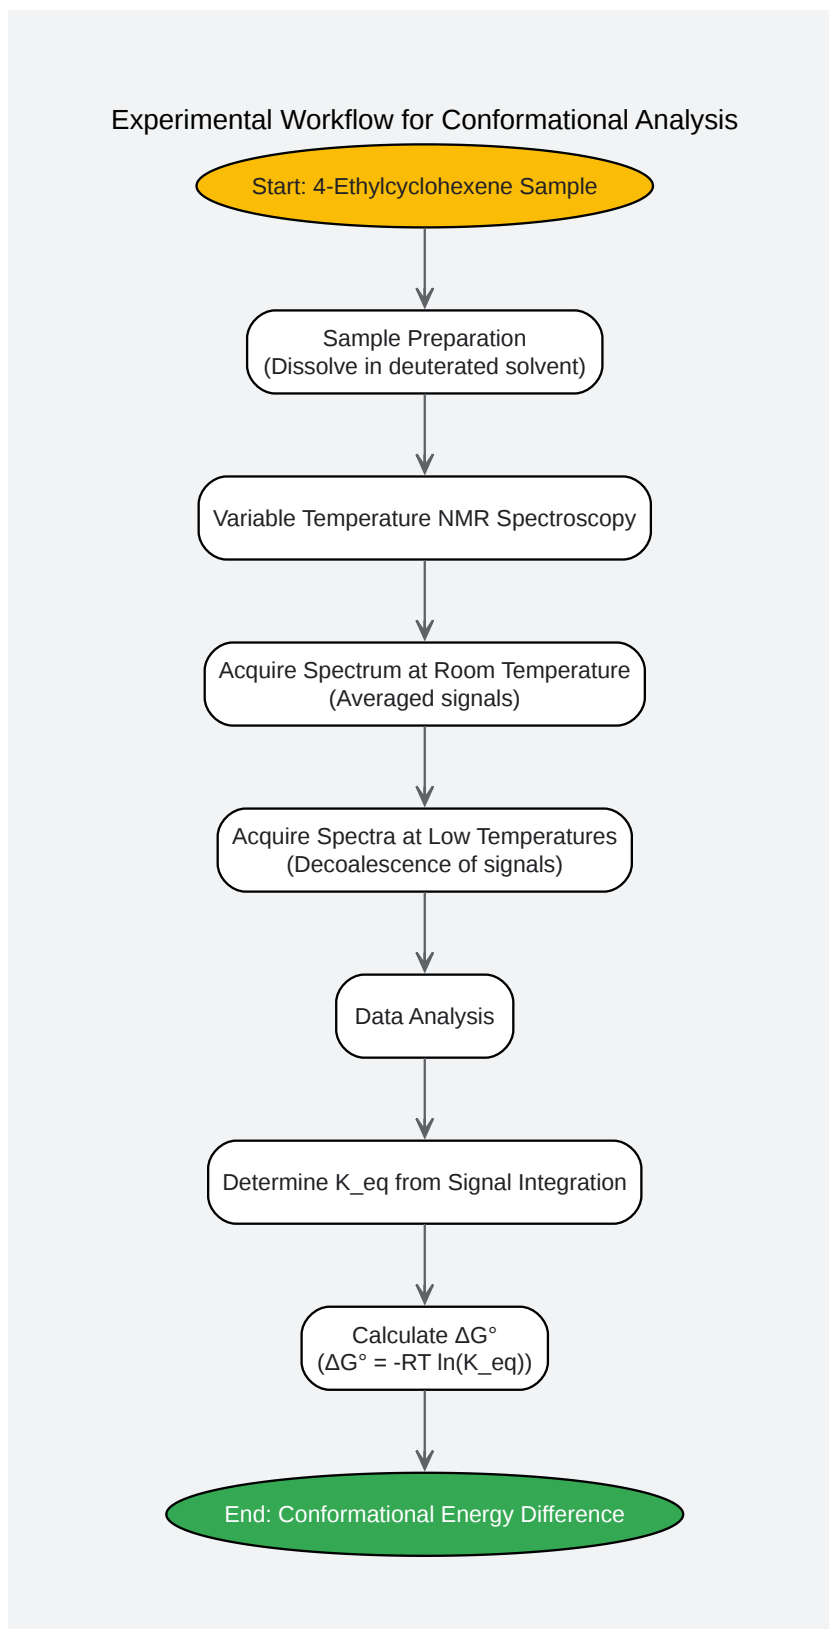 Experimental Workflow for Conformational Analysis
Start: 4-Ethylcyclohexene Sample
Sample Preparation
(Dissolve in deuterated solvent)
Variable Temperature NMR Spectroscopy
Acquire Spectrum at Room Temperature
(Averaged signals)
Acquire Spectra at Low Temperatures
(Decoalescence of signals)
Data Analysis
Determine K_eq from Signal Integration
Calculate ΔG°
(ΔG° = -RT ln(K_eq))
End: Conformational Energy Difference